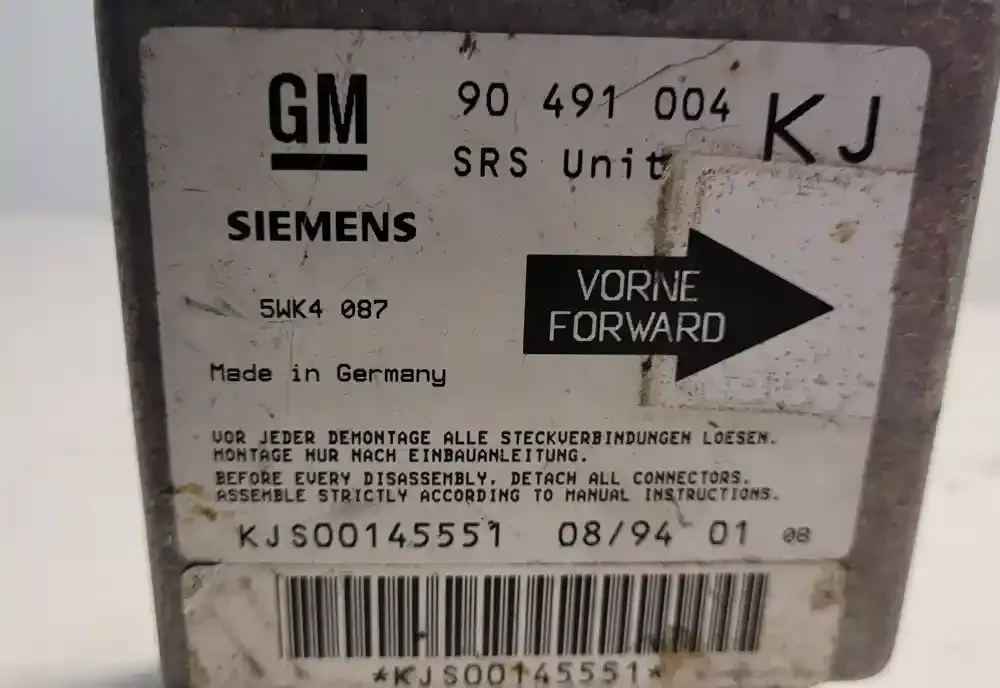 GM 90 491 004 KJ
SRS Unit
SIEMENS
VORNE
FORWARD
5WK4 087
Made in Germany
VOR JEDER DEMONTAGE ALLE STECKVERBINDUNGEN LOESEN.
MONTAGE NUR NACH EINBAUANLEITUNG.
BEFORE EVERY DISASSEMBLY, DETACH ALL CONNECTORS.
ASSEMBLE STRICTLY ACCORDING TO MANUAL INSTRUCTIONS.
KJS00145551 08/94 01 08
*KJS00145551*